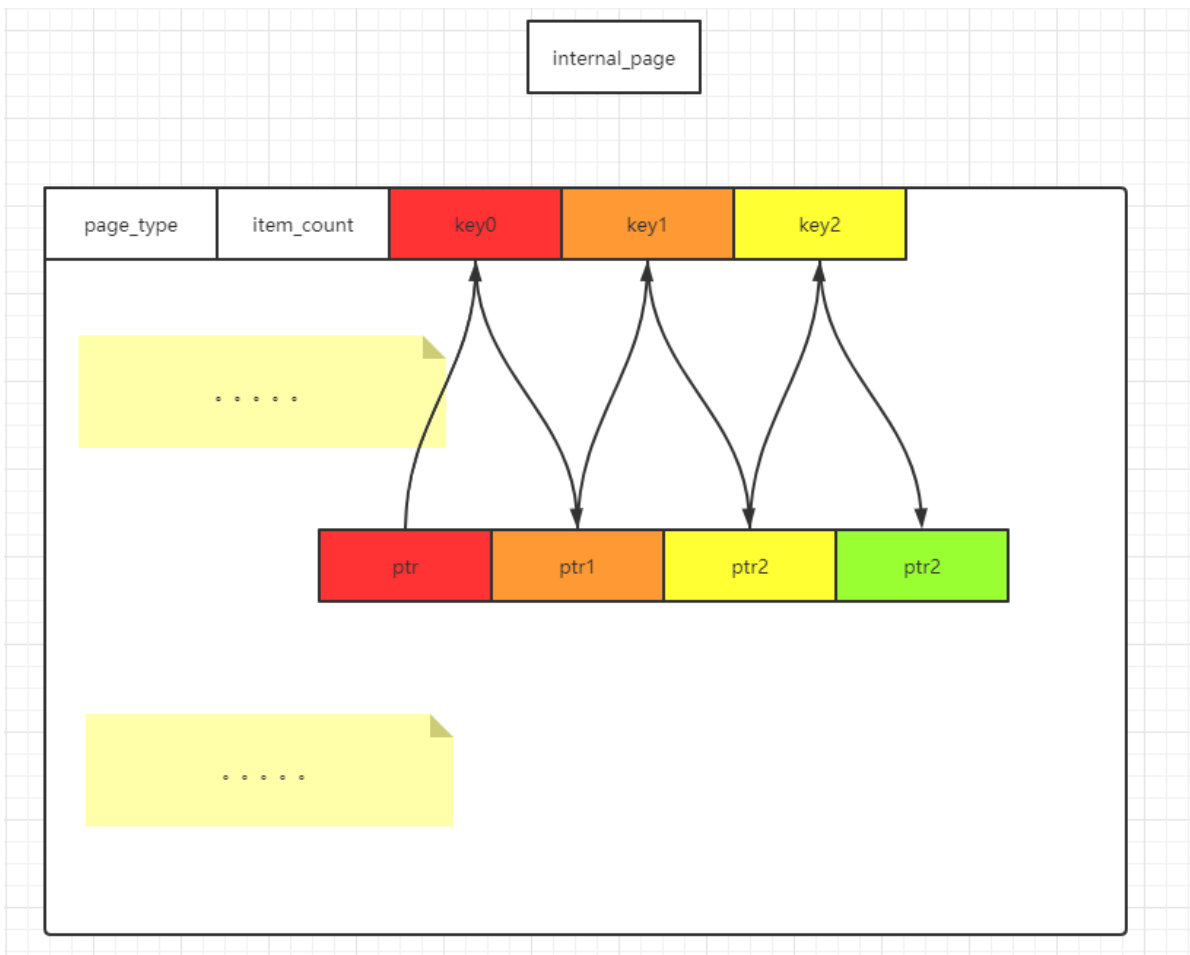 internal_page
page_type item_count key0 key1 key2
。。。。。
ptr ptr1 ptr2 ptr2
。。。。。